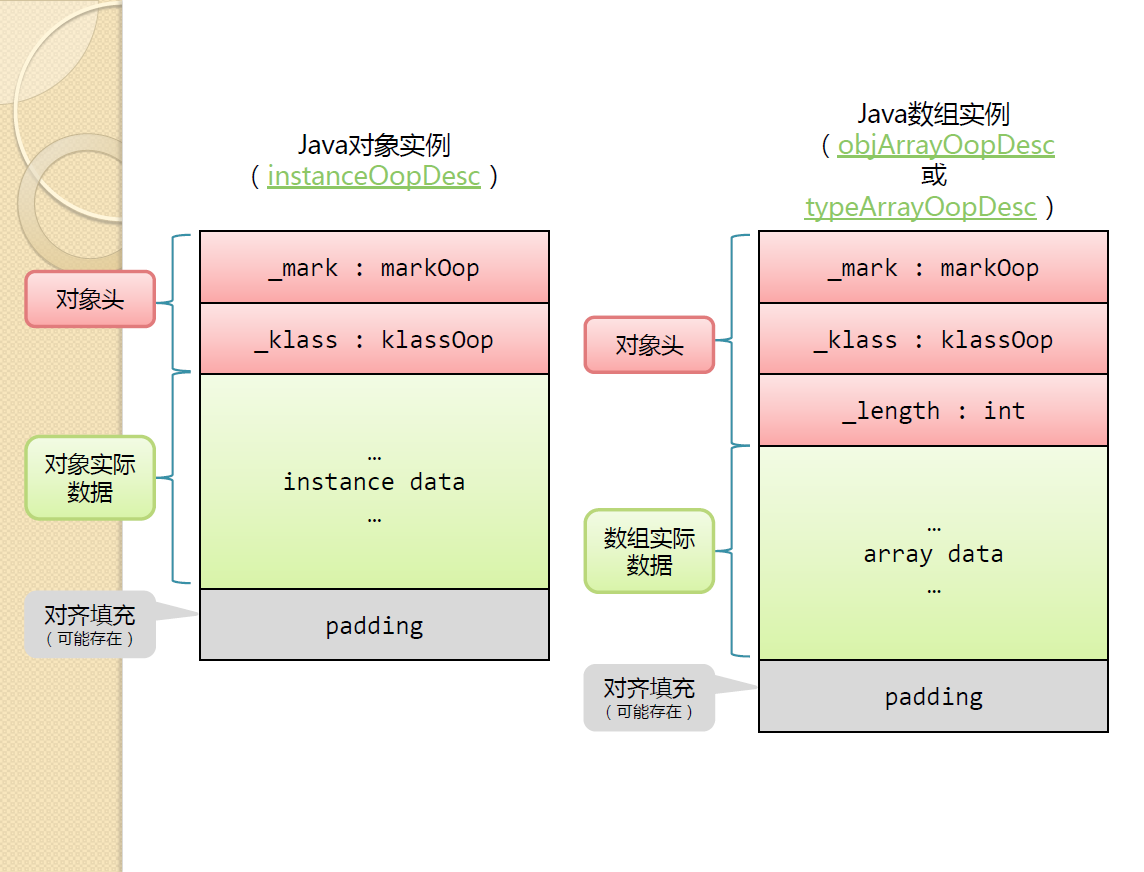 Java对象实例
（instanceOopDesc）
对象头
_mark : markOop
_klass : klassOop
对象实际
数据
…
instance data
…
对齐填充
（可能存在）
padding
Java数组实例
（objArrayOopDesc
或
typeArrayOopDesc）
对象头
_mark : markOop
_klass : klassOop
_length : int
数组实际
数据
…
array data
…
对齐填充
（可能存在）
padding